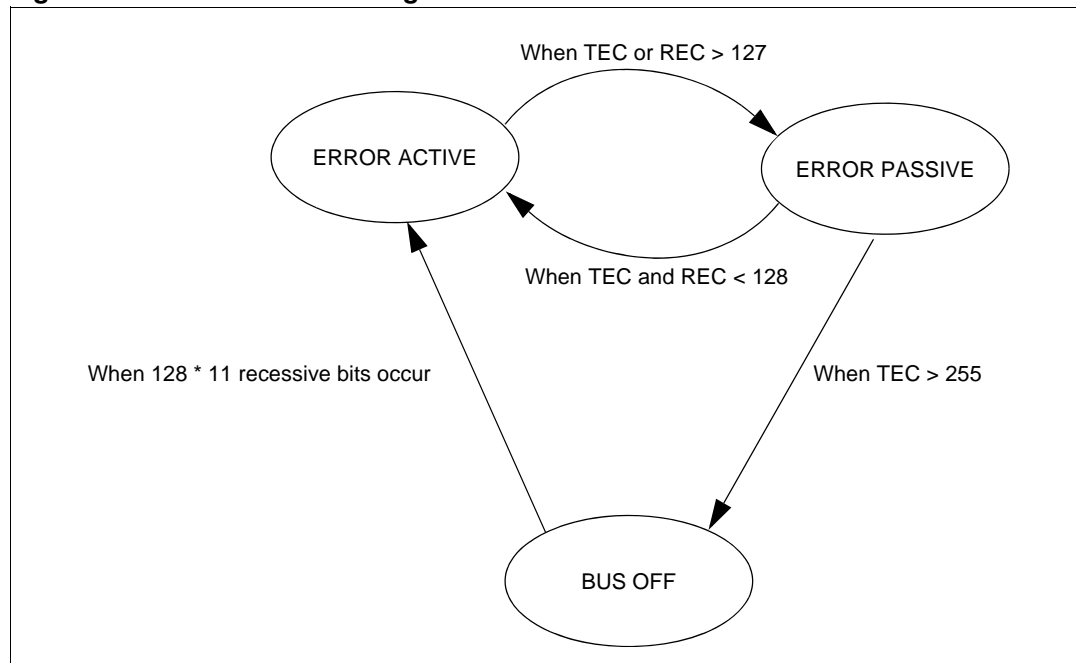 When TEC or REC > 127
ERROR ACTIVE
ERROR PASSIVE
When TEC and REC < 128
When 128 * 11 recessive bits occur
When TEC > 255
BUS OFF